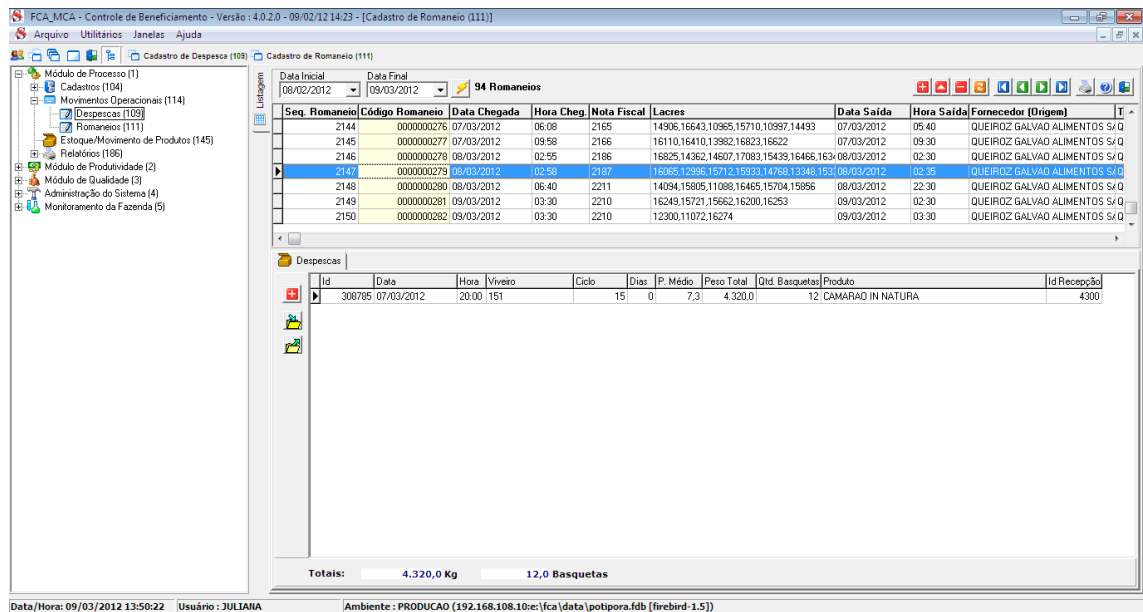 FCA_MCA - Controle de Beneficiamento - Versão : 4.0.2.0 - 09/02/12 14:23 - [Cadastro de Romaneio (111)]
Arquivo Utilitários Janelas Ajuda
Cadastro de Despesca (109) Cadastro de Romaneio (111)
Módulo de Processo (1)
Cadastros (104)
Movimentos Operacionais (114)
Despescas (109)
Romaneios (111)
Estoque/Movimento de Produtos (145)
Relatórios (186)
Módulo de Produtividade (2)
Módulo de Qualidade (3)
Administração do Sistema (4)
Monitoramento da Fazenda (5)
Listagem
Data Inicial Data Final
08/02/2012 09/03/2012 94 Romaneios
Seq. Romaneio Código Romaneio Data Chegada Hora Cheg. Nota Fiscal Lacres Data Saída Hora Saída Fornecedor (Origem) T
2144 0000000276 07/03/2012 06:08 2165 14906,16643,10965,15710,10997,14493 07/03/2012 05:40 QUEIROZ GALVAO ALIMENTOS S/ Q
2145 0000000277 07/03/2012 09:58 2166 16110,16410,13982,16823,16622 07/03/2012 09:30 QUEIROZ GALVAO ALIMENTOS S/ Q
2146 0000000278 08/03/2012 02:55 2186 16825,14362,14607,17083,15439,16466,163 08/03/2012 02:30 QUEIROZ GALVAO ALIMENTOS S/ Q
2147 0000000279 08/03/2012 02:58 2187 16065,12996,15712,15933,14768,13348,153 08/03/2012 02:35 QUEIROZ GALVAO ALIMENTOS S/ Q
2148 0000000280 08/03/2012 06:40 2211 14094,15805,11088,16465,15704,15856 08/03/2012 22:30 QUEIROZ GALVAO ALIMENTOS S/ Q
2149 0000000281 09/03/2012 03:30 2210 16249,15721,15662,16200,16253 09/03/2012 02:30 QUEIROZ GALVAO ALIMENTOS S/ Q
2150 0000000282 09/03/2012 03:30 2210 12300,11072,16274 09/03/2012 03:30 QUEIROZ GALVAO ALIMENTOS S/ Q
Despescas
Id Data Hora Viveiro Ciclo Dias P. Médio Peso Total Qtd. Basquetas Produto Id Recepção
308785 07/03/2012 20:00 151 15 0 7,3 4.320,0 12 CAMARAO IN NATURA 4300
Totais: 4.320,0 Kg 12,0 Basquetas
Data/Hora: 09/03/2012 13:50:22 Usuário : JULIANA Ambiente : PRODUCAO (192.168.108.10:e:\fca\data\potipora.fdb [firebird-1.5])